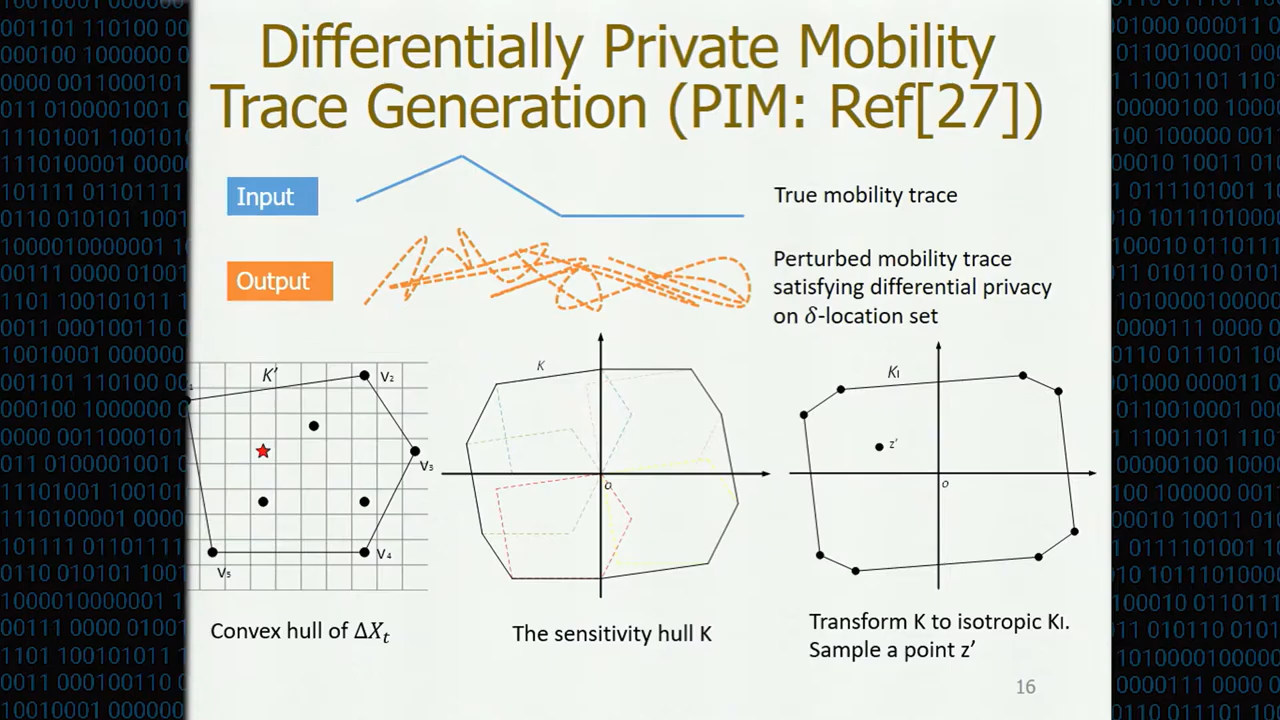 Differentially Private Mobility
Trace Generation (PIM: Ref[27])
Input
True mobility trace
Output
Perturbed mobility trace
satisfying differential privacy
on δ-location set
K'
V₂
V₃
V₄
V₅
K
o
K₁
z'
o
Convex hull of ΔXₜ
The sensitivity hull K
Transform K to isotropic Kı.
Sample a point z'
16